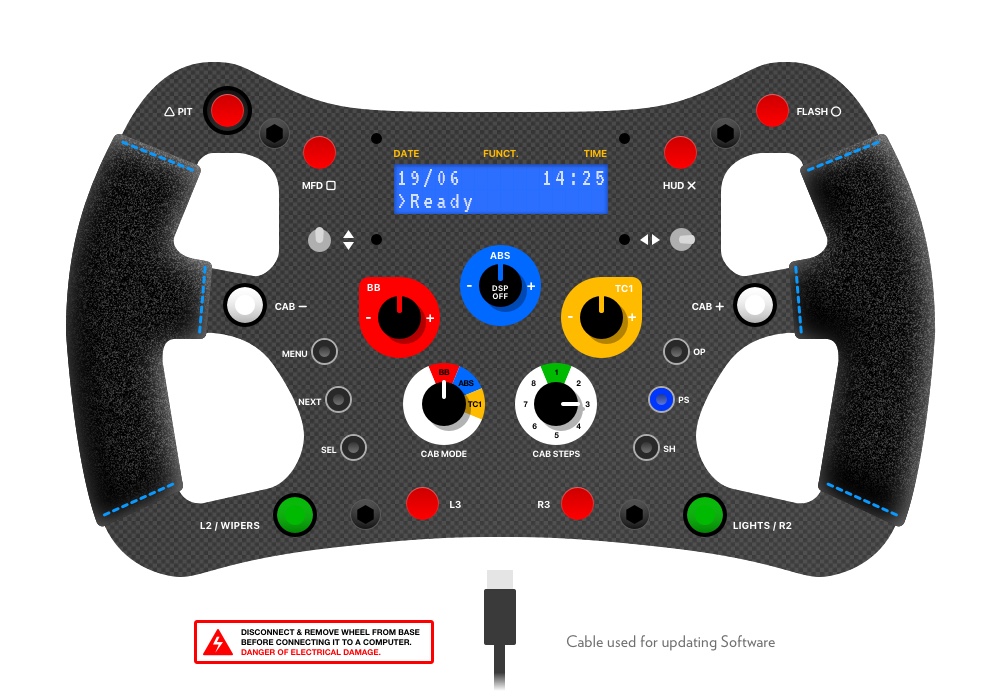 △ PIT
FLASH ○
DATE FUNCT. TIME
19/06 14:25
>Ready
MFD □
HUD ✕
ABS
- DSP OFF +
BB
- +
TC1
- +
CAB −
CAB +
MENU
OP
NEXT
PS
SEL
SH
BB
ABS
TC1
CAB MODE
1
2
3
4
5
6
7
8
CAB STEPS
L3
R3
L2 / WIPERS
LIGHTS / R2
DISCONNECT & REMOVE WHEEL FROM BASE
BEFORE CONNECTING IT TO A COMPUTER.
DANGER OF ELECTRICAL DAMAGE.
Cable used for updating Software